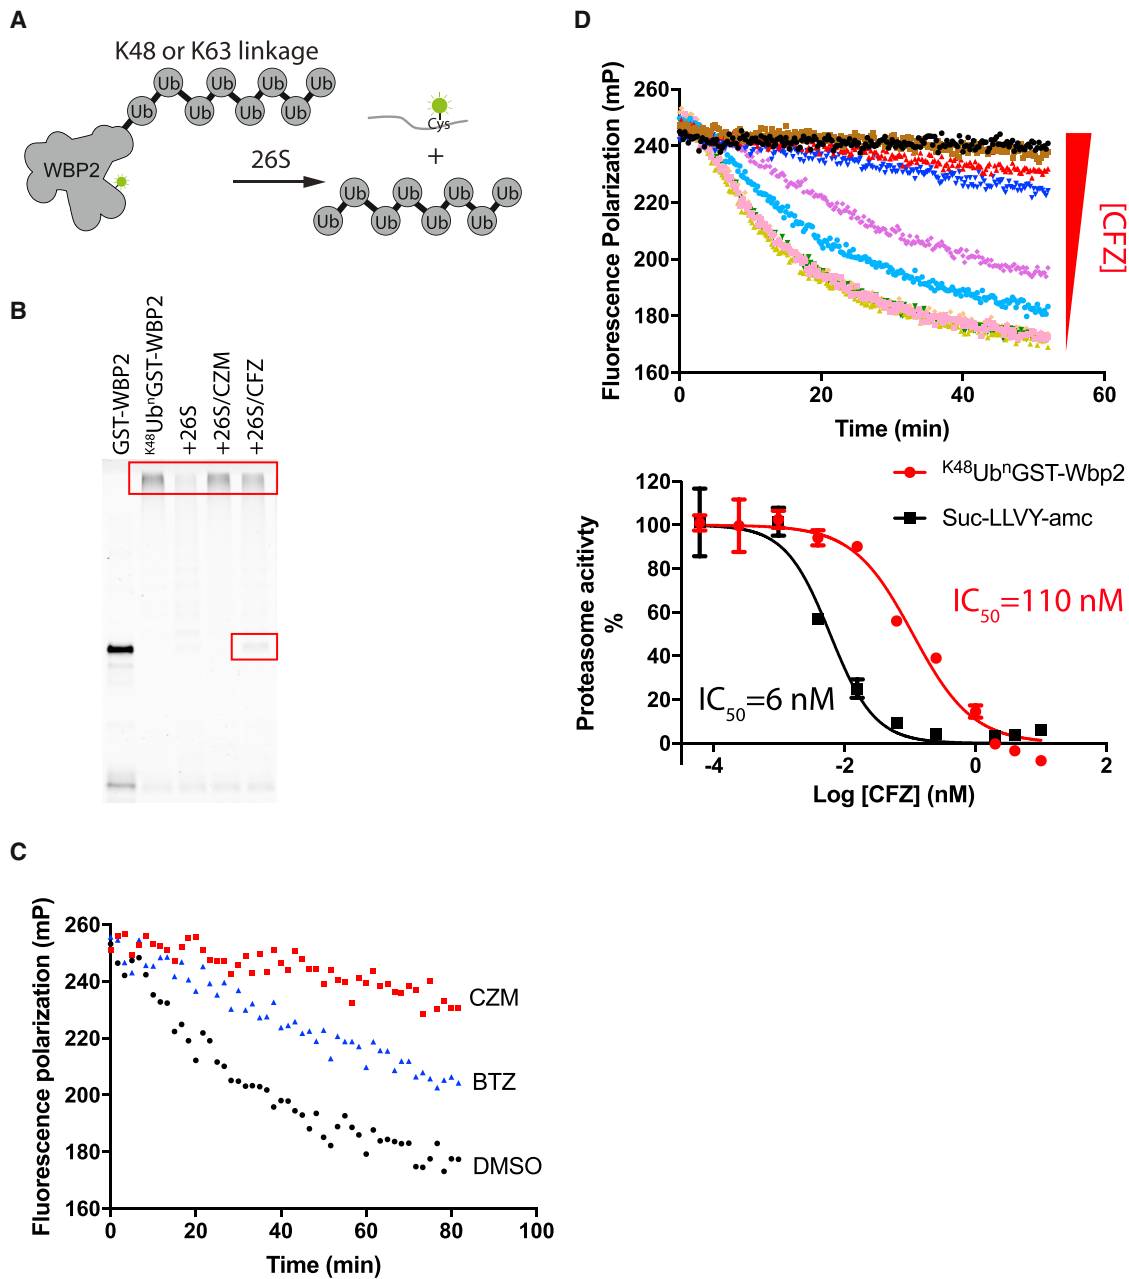 A
K48 or K63 linkage
Ub Ub Ub Ub
Ub Ub Ub Ub
WBP2
26S
Cys
+
Ub Ub Ub Ub
Ub Ub Ub Ub
B
GST-WBP2
K48UbnGST-WBP2
+26S
+26S/CZM
+26S/CFZ
C
Fluorescence polarization (mP)
260
240
220
200
180
160
0 20 40 60 80 100
Time (min)
CZM
BTZ
DMSO
D
Fluorescence Polarization (mP)
260
240
220
200
180
160
0 20 40 60
Time (min)
[CFZ]
Proteasome acitivty
%
120
100
80
60
40
20
0
-4 -2 0 2
Log [CFZ] (nM)
K48UbnGST-Wbp2
Suc-LLVY-amc
IC50=110 nM
IC50=6 nM